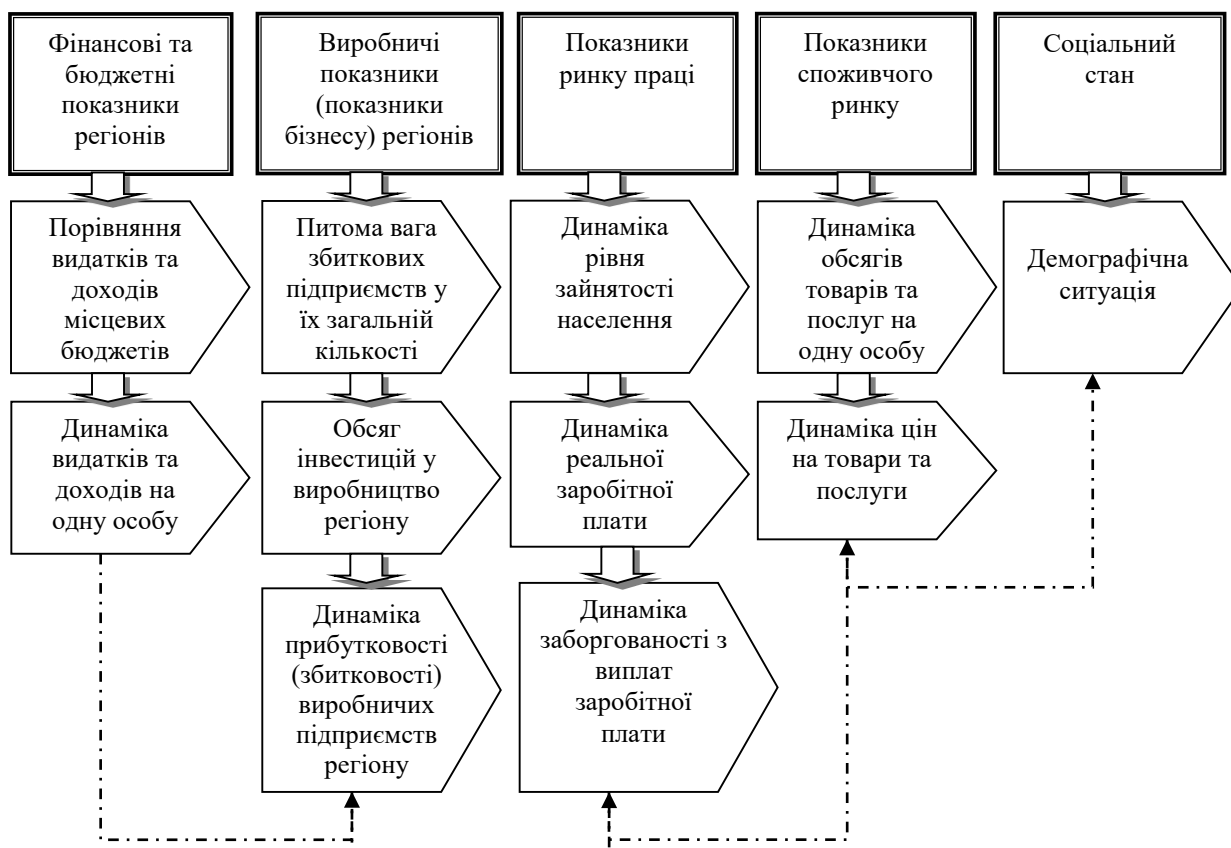 Фінансові та
бюджетні
показники
регіонів
Виробничі
показники
(показники
бізнесу) регіонів
Показники
ринку праці
Показники
споживчого
ринку
Соціальний
стан
Порівняння
видатків та
доходів
місцевих
бюджетів
Питома вага
збиткових
підприємств у
їх загальній
кількості
Динаміка
рівня
зайнятості
населення
Динаміка
обсягів
товарів та
послуг на
одну особу
Демографічна
ситуація
Динаміка
видатків та
доходів на
одну особу
Обсяг
інвестицій у
виробництво
регіону
Динаміка
реальної
заробітної
плати
Динаміка цін
на товари та
послуги
Динаміка
прибутковості
(збитковості)
виробничих
підприємств
регіону
Динаміка
заборгованості з
виплат
заробітної
плати